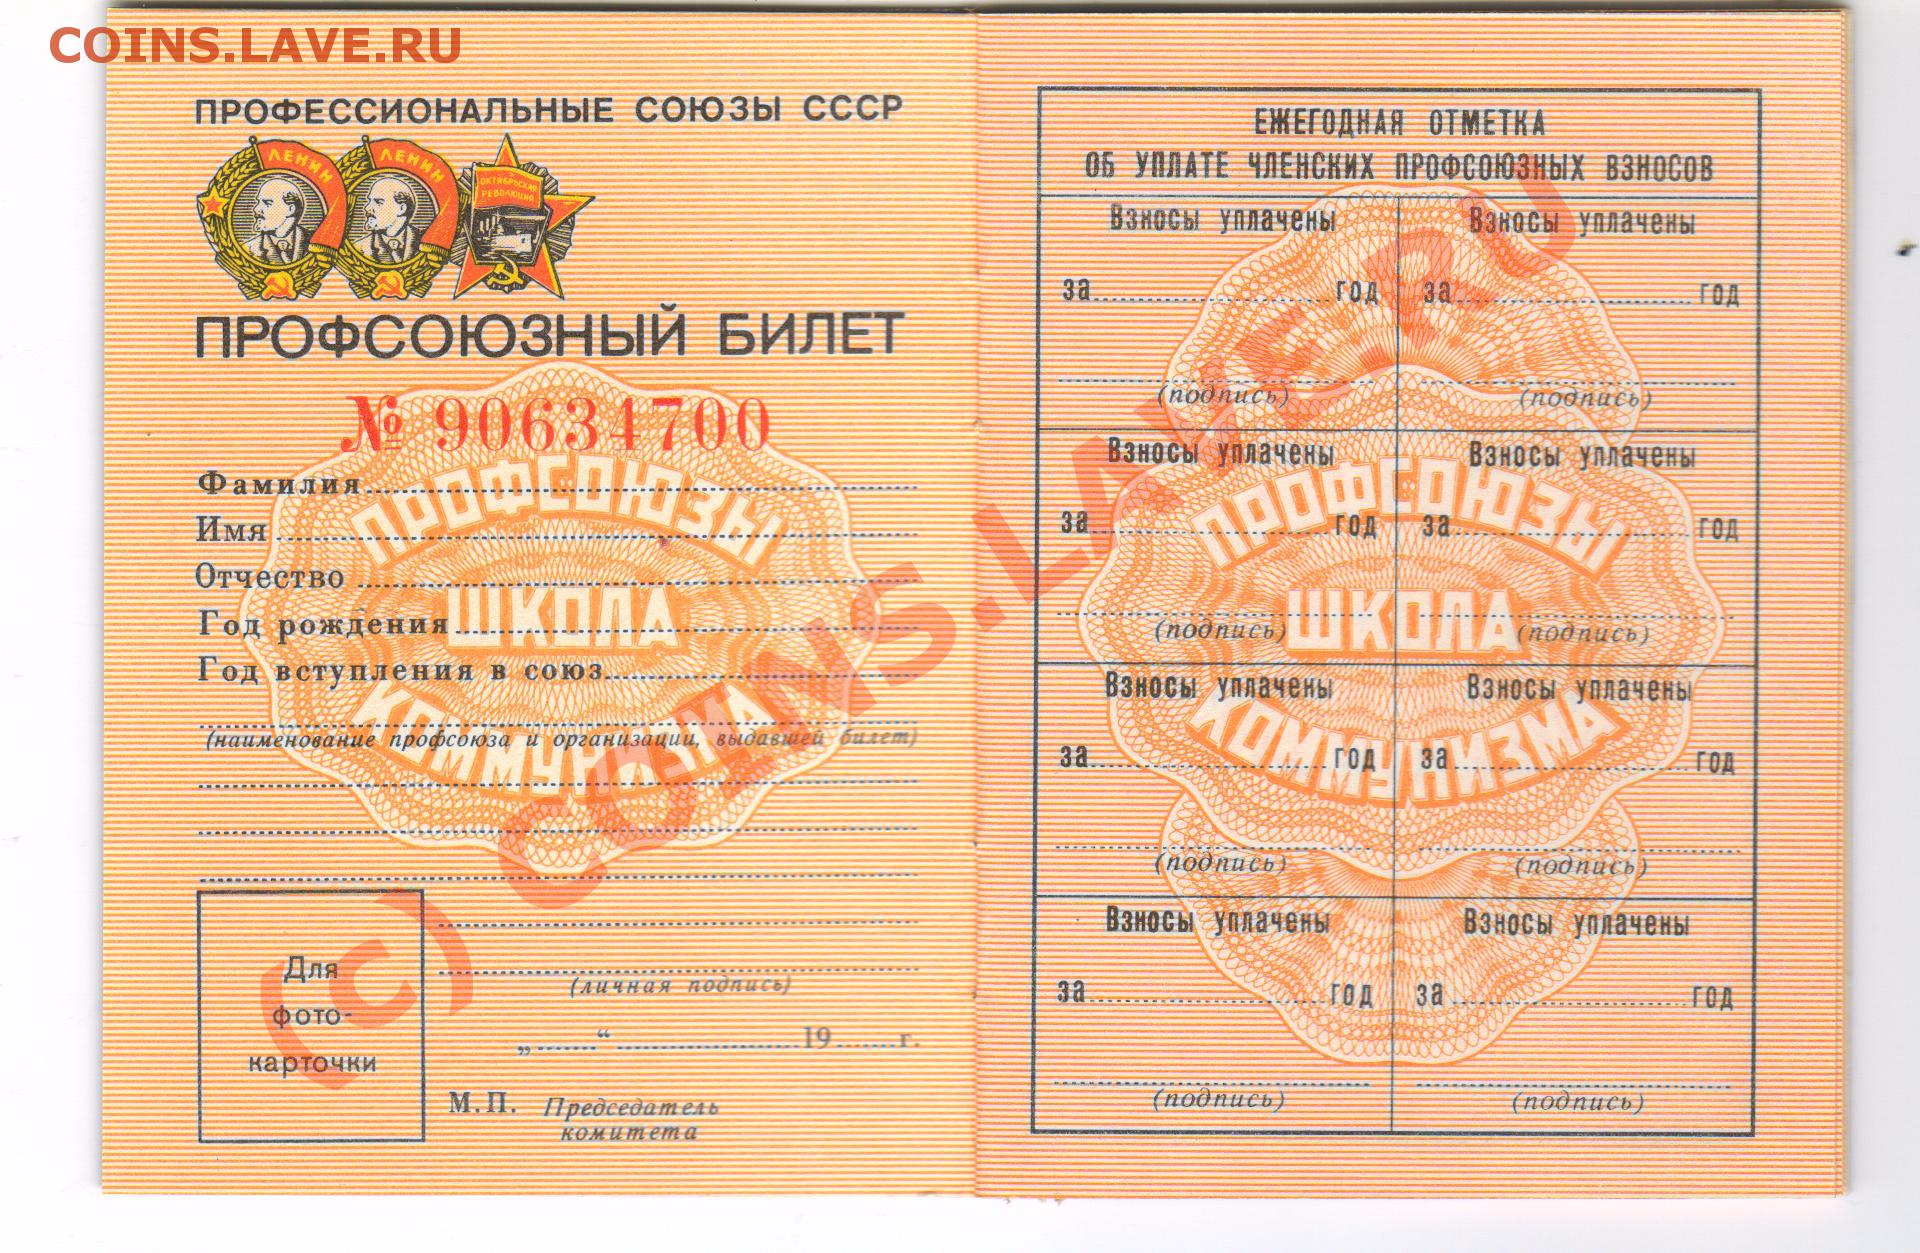 COINS.LAVE.RU
ПРОФЕССИОНАЛЬНЫЕ СОЮЗЫ СССР
ЛЕНИН ЛЕНИН ОКТЯБРЬСКАЯ
РЕВОЛЮЦИЯ
ПРОФСОЮЗНЫЙ БИЛЕТ
№ 90634700
Фамилия
Имя
Отчество
Год рождения
Год вступления в союз
(наименование профсоюза и организации, выдавшей билет)
ПРОФСОЮЗЫ
ШКОЛА
КОММУНИЗМА
(личная подпись)
„ “ 19 г.
М.П. Председатель
комитета
Для
фото-
карточки
ЕЖЕГОДНАЯ ОТМЕТКА
ОБ УПЛАТЕ ЧЛЕНСКИХ ПРОФСОЮЗНЫХ ВЗНОСОВ
Взносы уплачены Взносы уплачены
за год за год
(подпись) (подпись)
Взносы уплачены Взносы уплачены
за год за год
(подпись) (подпись)
Взносы уплачены Взносы уплачены
за год за год
(подпись) (подпись)
Взносы уплачены Взносы уплачены
за год за год
(подпись) (подпись)
ПРОФСОЮЗЫ
ШКОЛА
КОММУНИЗМА
(c) COINS.LAVE.RU